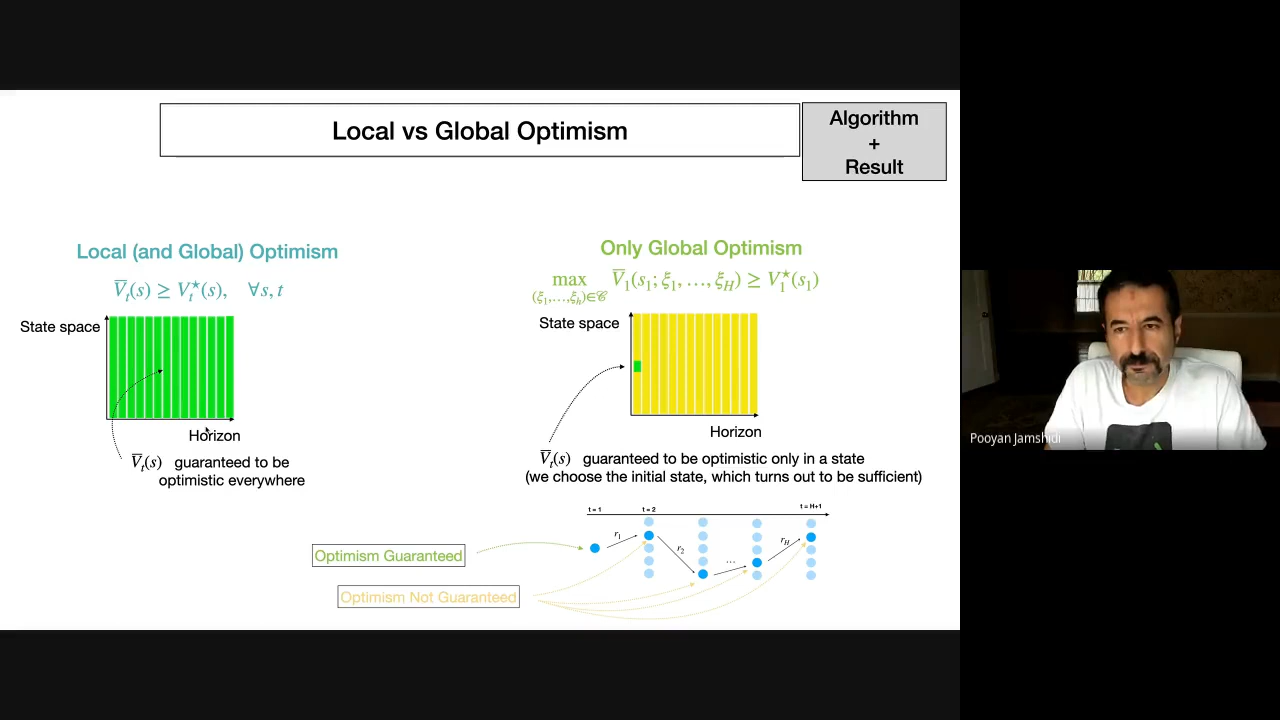 Local vs Global Optimism
Algorithm
+
Result
Local (and Global) Optimism
V̅ₜ(s) ≥ Vₜ⋆(s), ∀s, t
State space
Horizon
V̅ₜ(s) guaranteed to be
optimistic everywhere
Only Global Optimism
max V̅₁(s₁; ξ₁, …, ξ_H) ≥ V₁⋆(s₁)
(ξ₁,…,ξₕ)∈𝒞
State space
Horizon
V̅ₜ(s) guaranteed to be optimistic only in a state
(we choose the initial state, which turns out to be sufficient)
t = 1 t = 2 t = H+1
r₁ r₂ … r_H
Optimism Guaranteed
Optimism Not Guaranteed
Pooyan Jamshidi